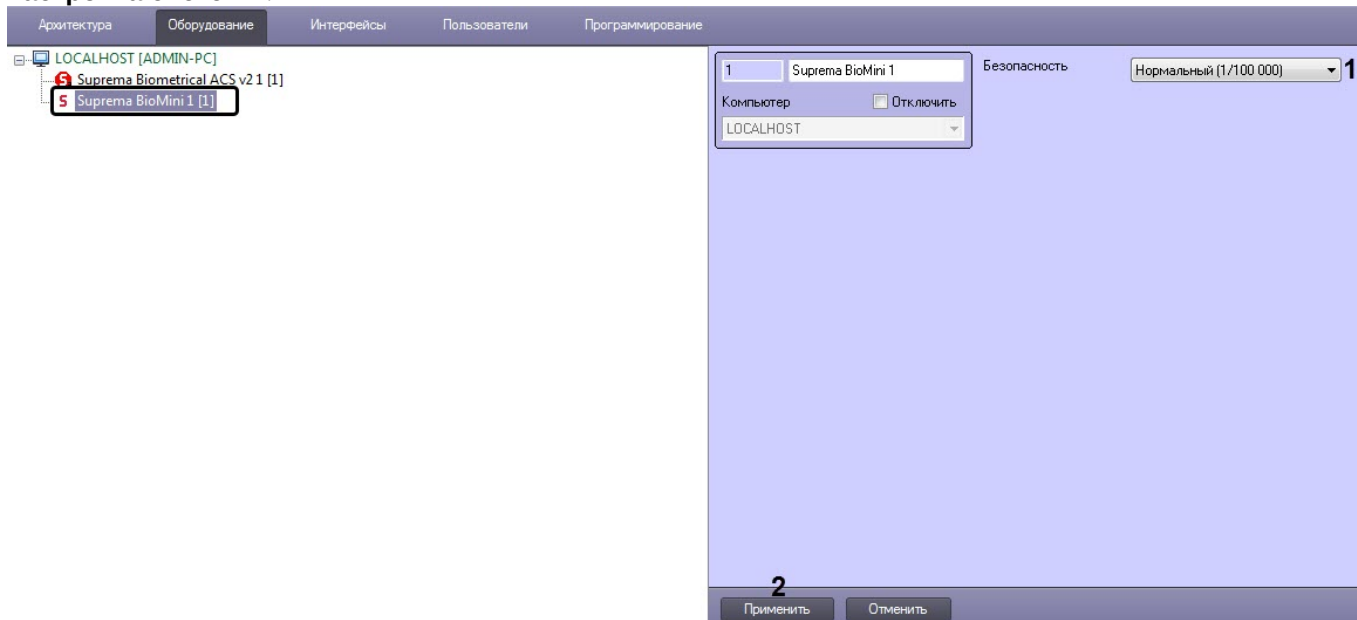 Архитектура Оборудование Интерфейсы Пользователи Программирование
LOCALHOST [ADMIN-PC]
Suprema Biometrical ACS v2 1 [1]
Suprema BioMini 1 [1]
1 Suprema BioMini 1 Безопасность Нормальный (1/100 000) 1
Компьютер Отключить
LOCALHOST
2
Применить Отменить